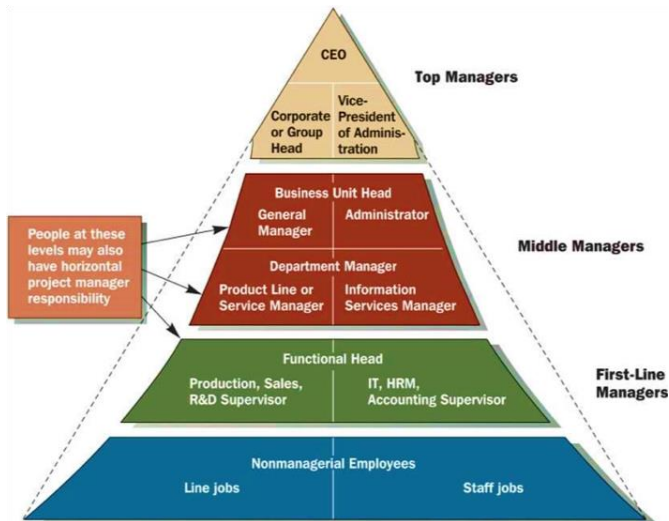 CEO
Top Managers
Corporate
or Group
Head
Vice-
President
of Adminis-
tration
Business Unit Head
General
Manager
Administrator
People at these
levels may also
have horizontal
project manager
responsibility
Middle Managers
Department Manager
Product Line or
Service Manager
Information
Services Manager
Functional Head
First-Line
Managers
Production, Sales,
R&D Supervisor
IT, HRM,
Accounting Supervisor
Nonmanagerial Employees
Line jobs
Staff jobs